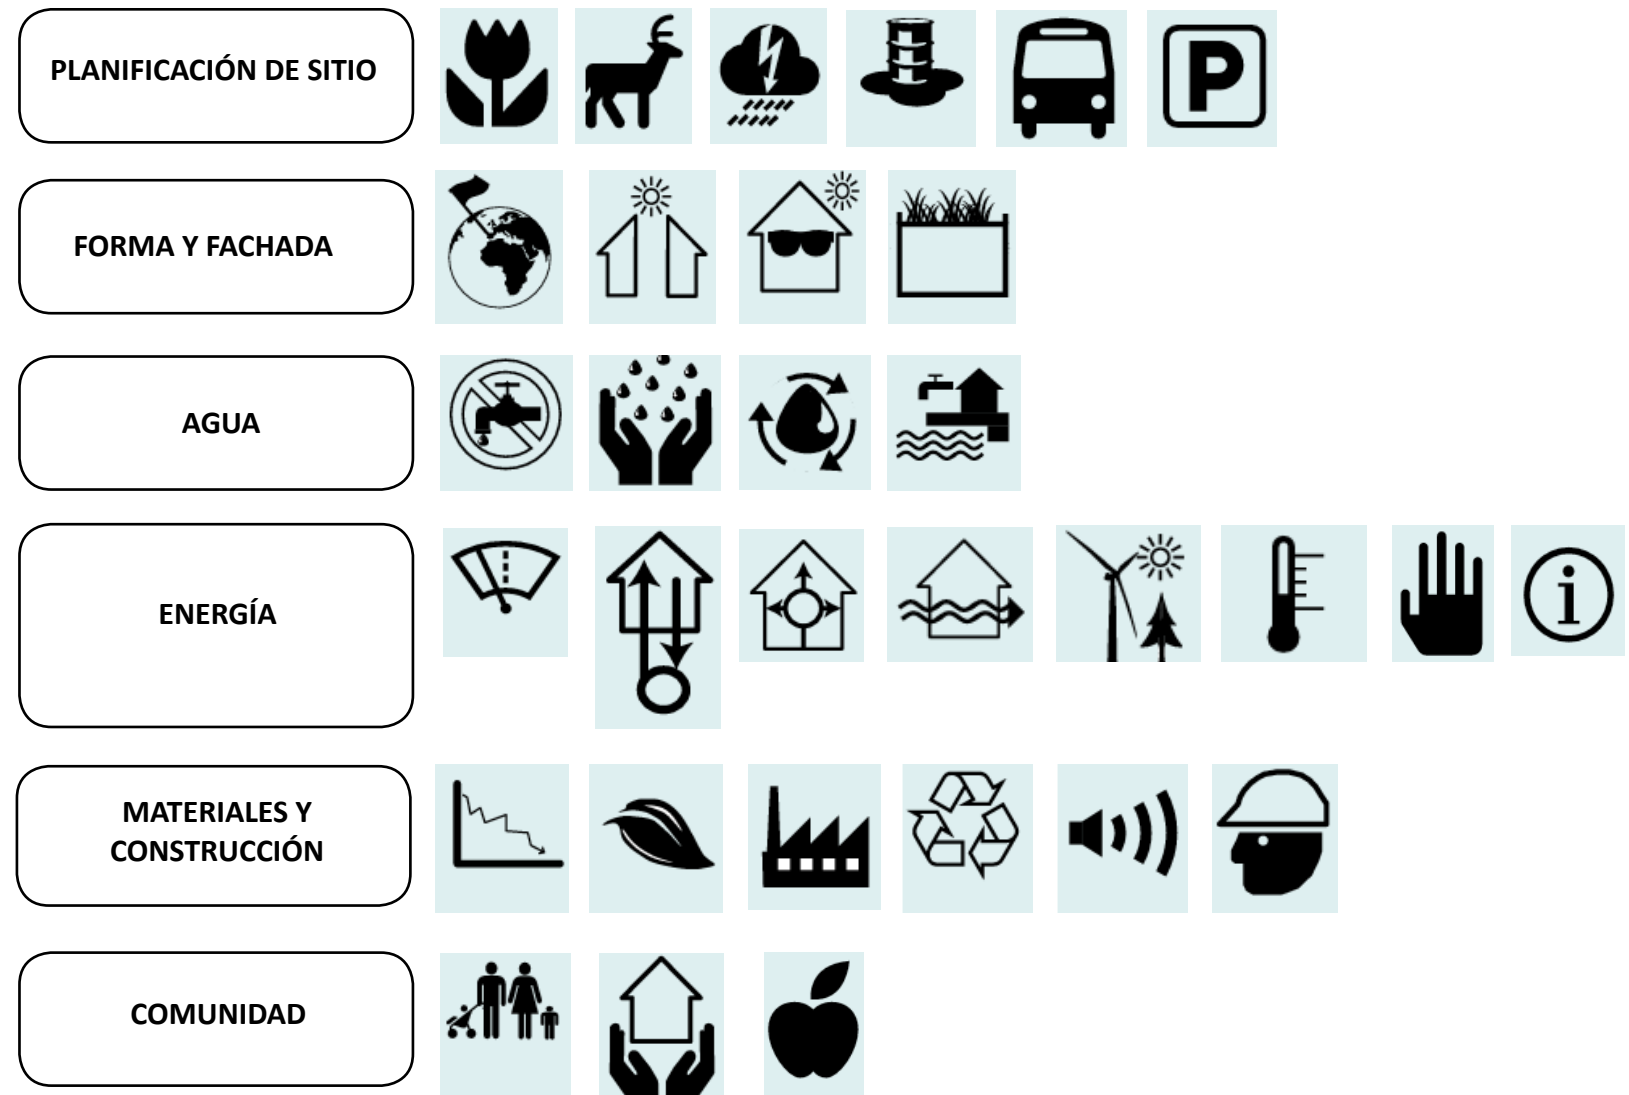 PLANIFICACIÓN DE SITIO
P
FORMA Y FACHADA
AGUA
ENERGÍA
i
MATERIALES Y
CONSTRUCCIÓN
COMUNIDAD